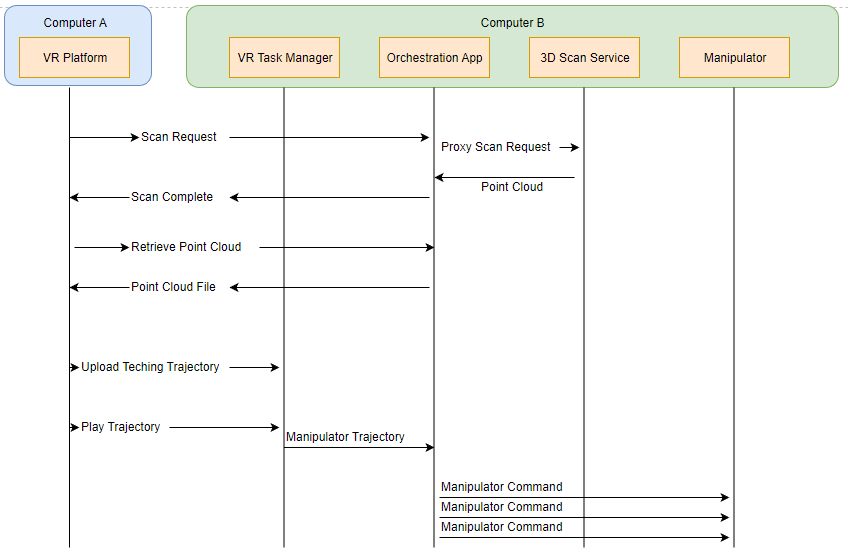 Computer A
Computer B
VR Platform
VR Task Manager
Orchestration App
3D Scan Service
Manipulator
Scan Request
Proxy Scan Request
Point Cloud
Scan Complete
Retrieve Point Cloud
Point Cloud File
Upload Teching Trajectory
Play Trajectory
Manipulator Trajectory
Manipulator Command
Manipulator Command
Manipulator Command